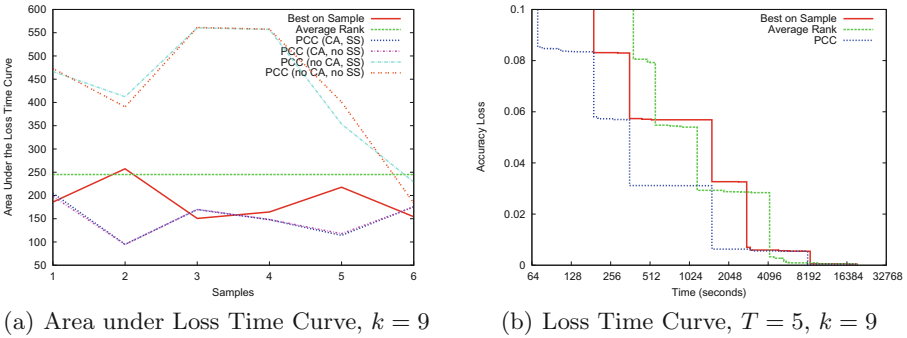 Area Under the Loss Time Curve
600
550
500
450
400
350
300
250
200
150
100
50
1
2
3
4
5
6
Samples
Best on Sample
Average Rank
PCC (CA, SS)
PCC (CA, no SS)
PCC (no CA, SS)
PCC (no CA, no SS)
(a) Area under Loss Time Curve, k = 9
Accuracy Loss
0.1
0.08
0.06
0.04
0.02
0
64
128
256
512
1024
2048
4096
8192
16384
32768
Time (seconds)
Best on Sample
Average Rank
PCC
(b) Loss Time Curve, T = 5, k = 9